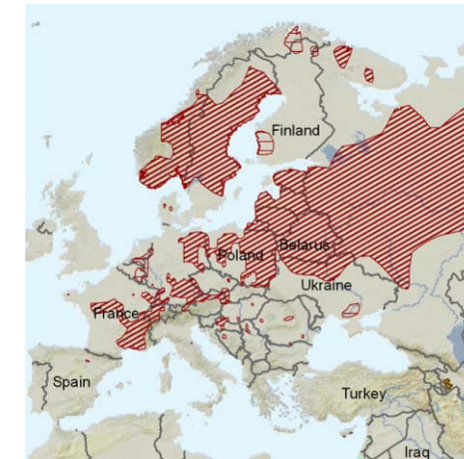 Finland
Poland
Belarus
Ukraine
France
Spain
Turkey
Iraq